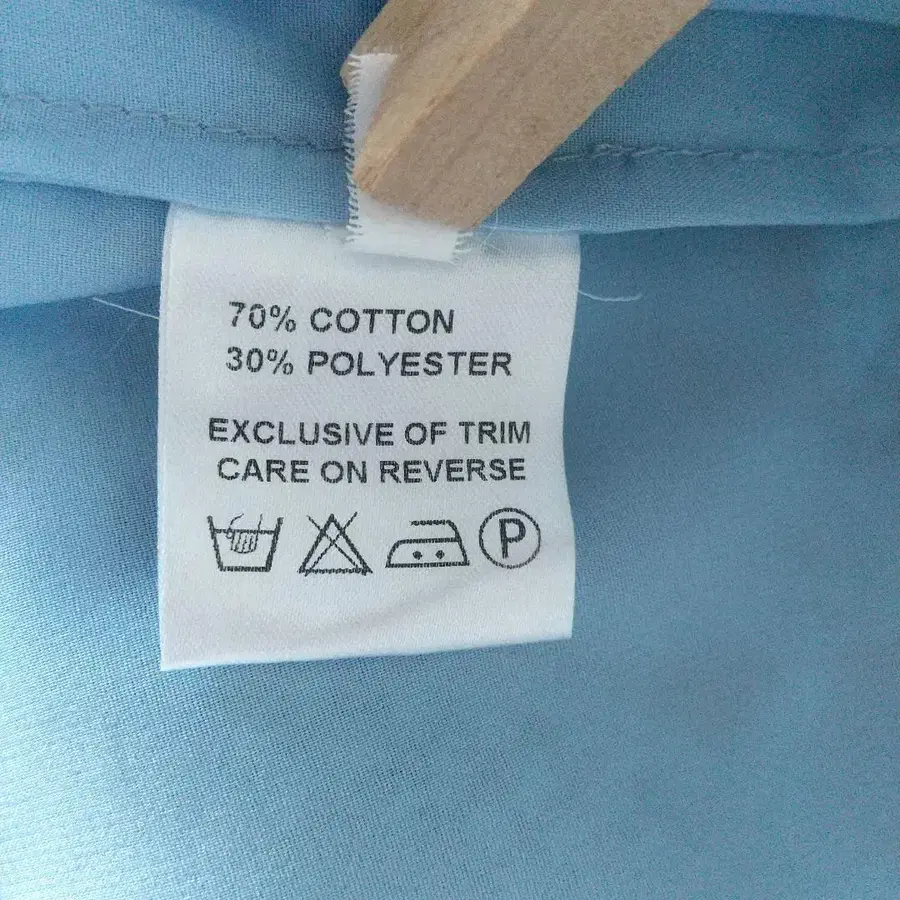 70% COTTON
30% POLYESTER
EXCLUSIVE OF TRIM
CARE ON REVERSE
P